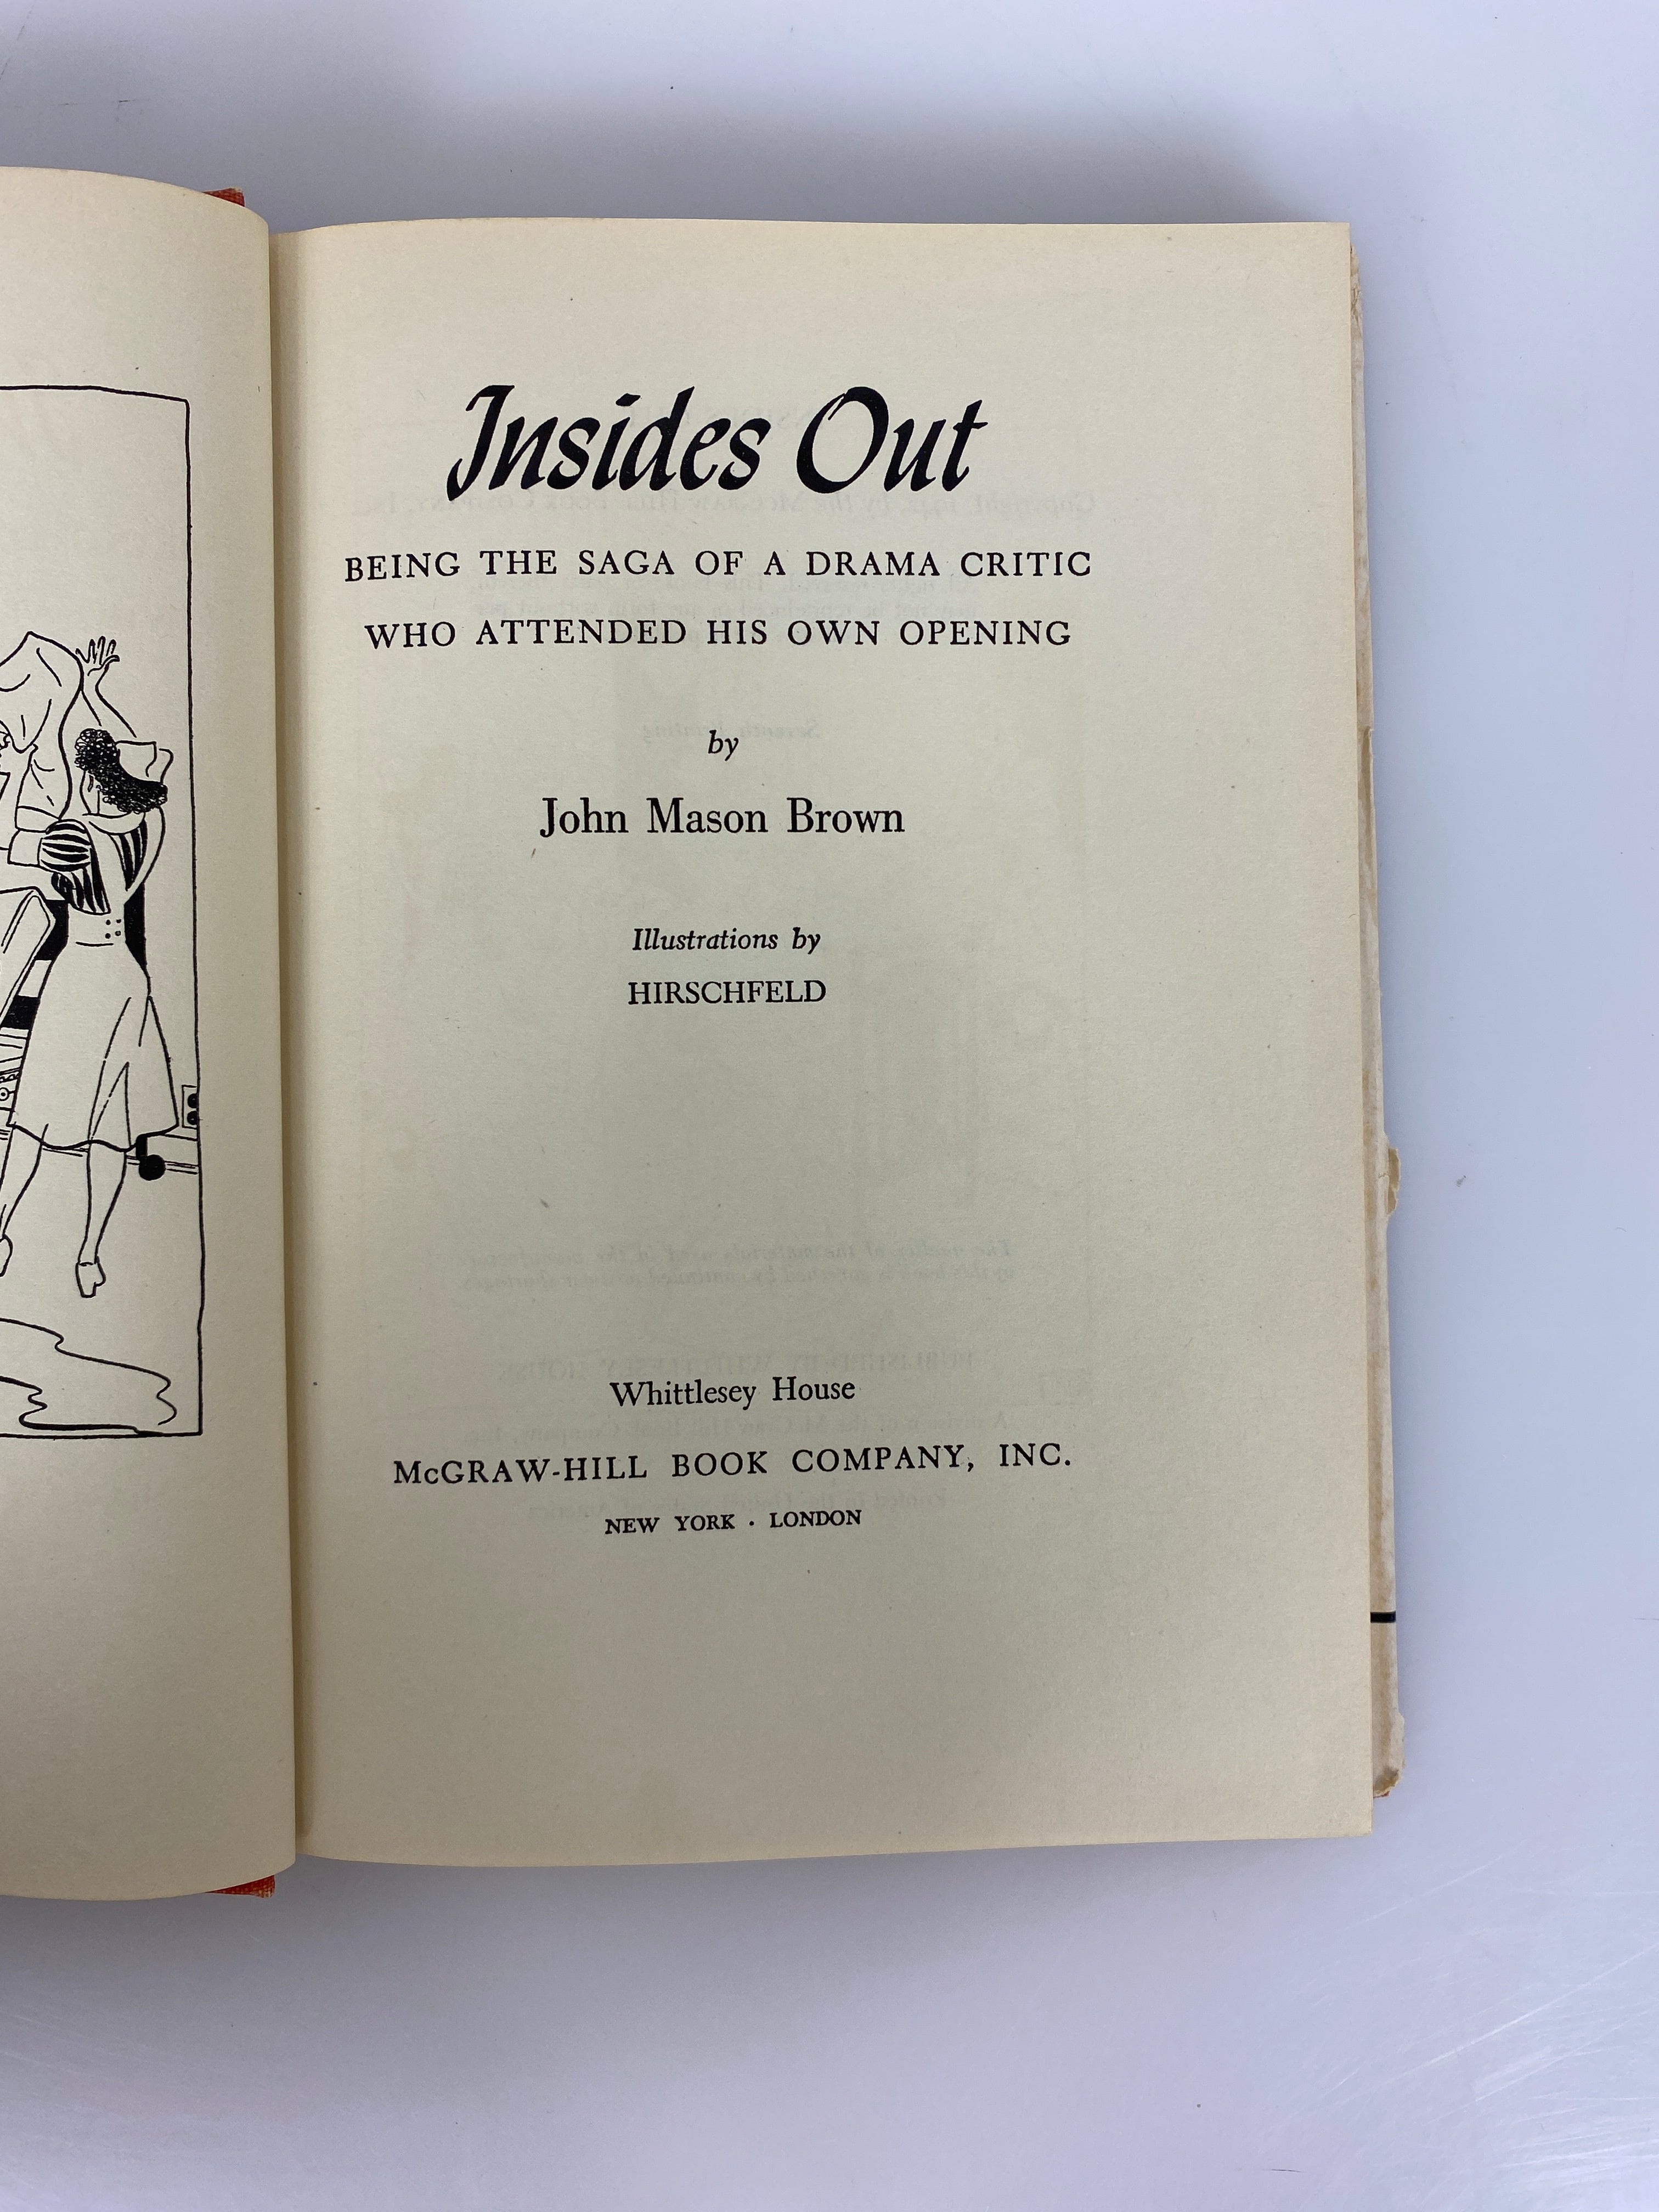 Insides Out
BEING THE SAGA OF A DRAMA CRITIC
WHO ATTENDED HIS OWN OPENING
by
John Mason Brown
Illustrations by
HIRSCHFELD
Whittlesey House
McGRAW-HILL BOOK COMPANY, INC.
NEW YORK · LONDON